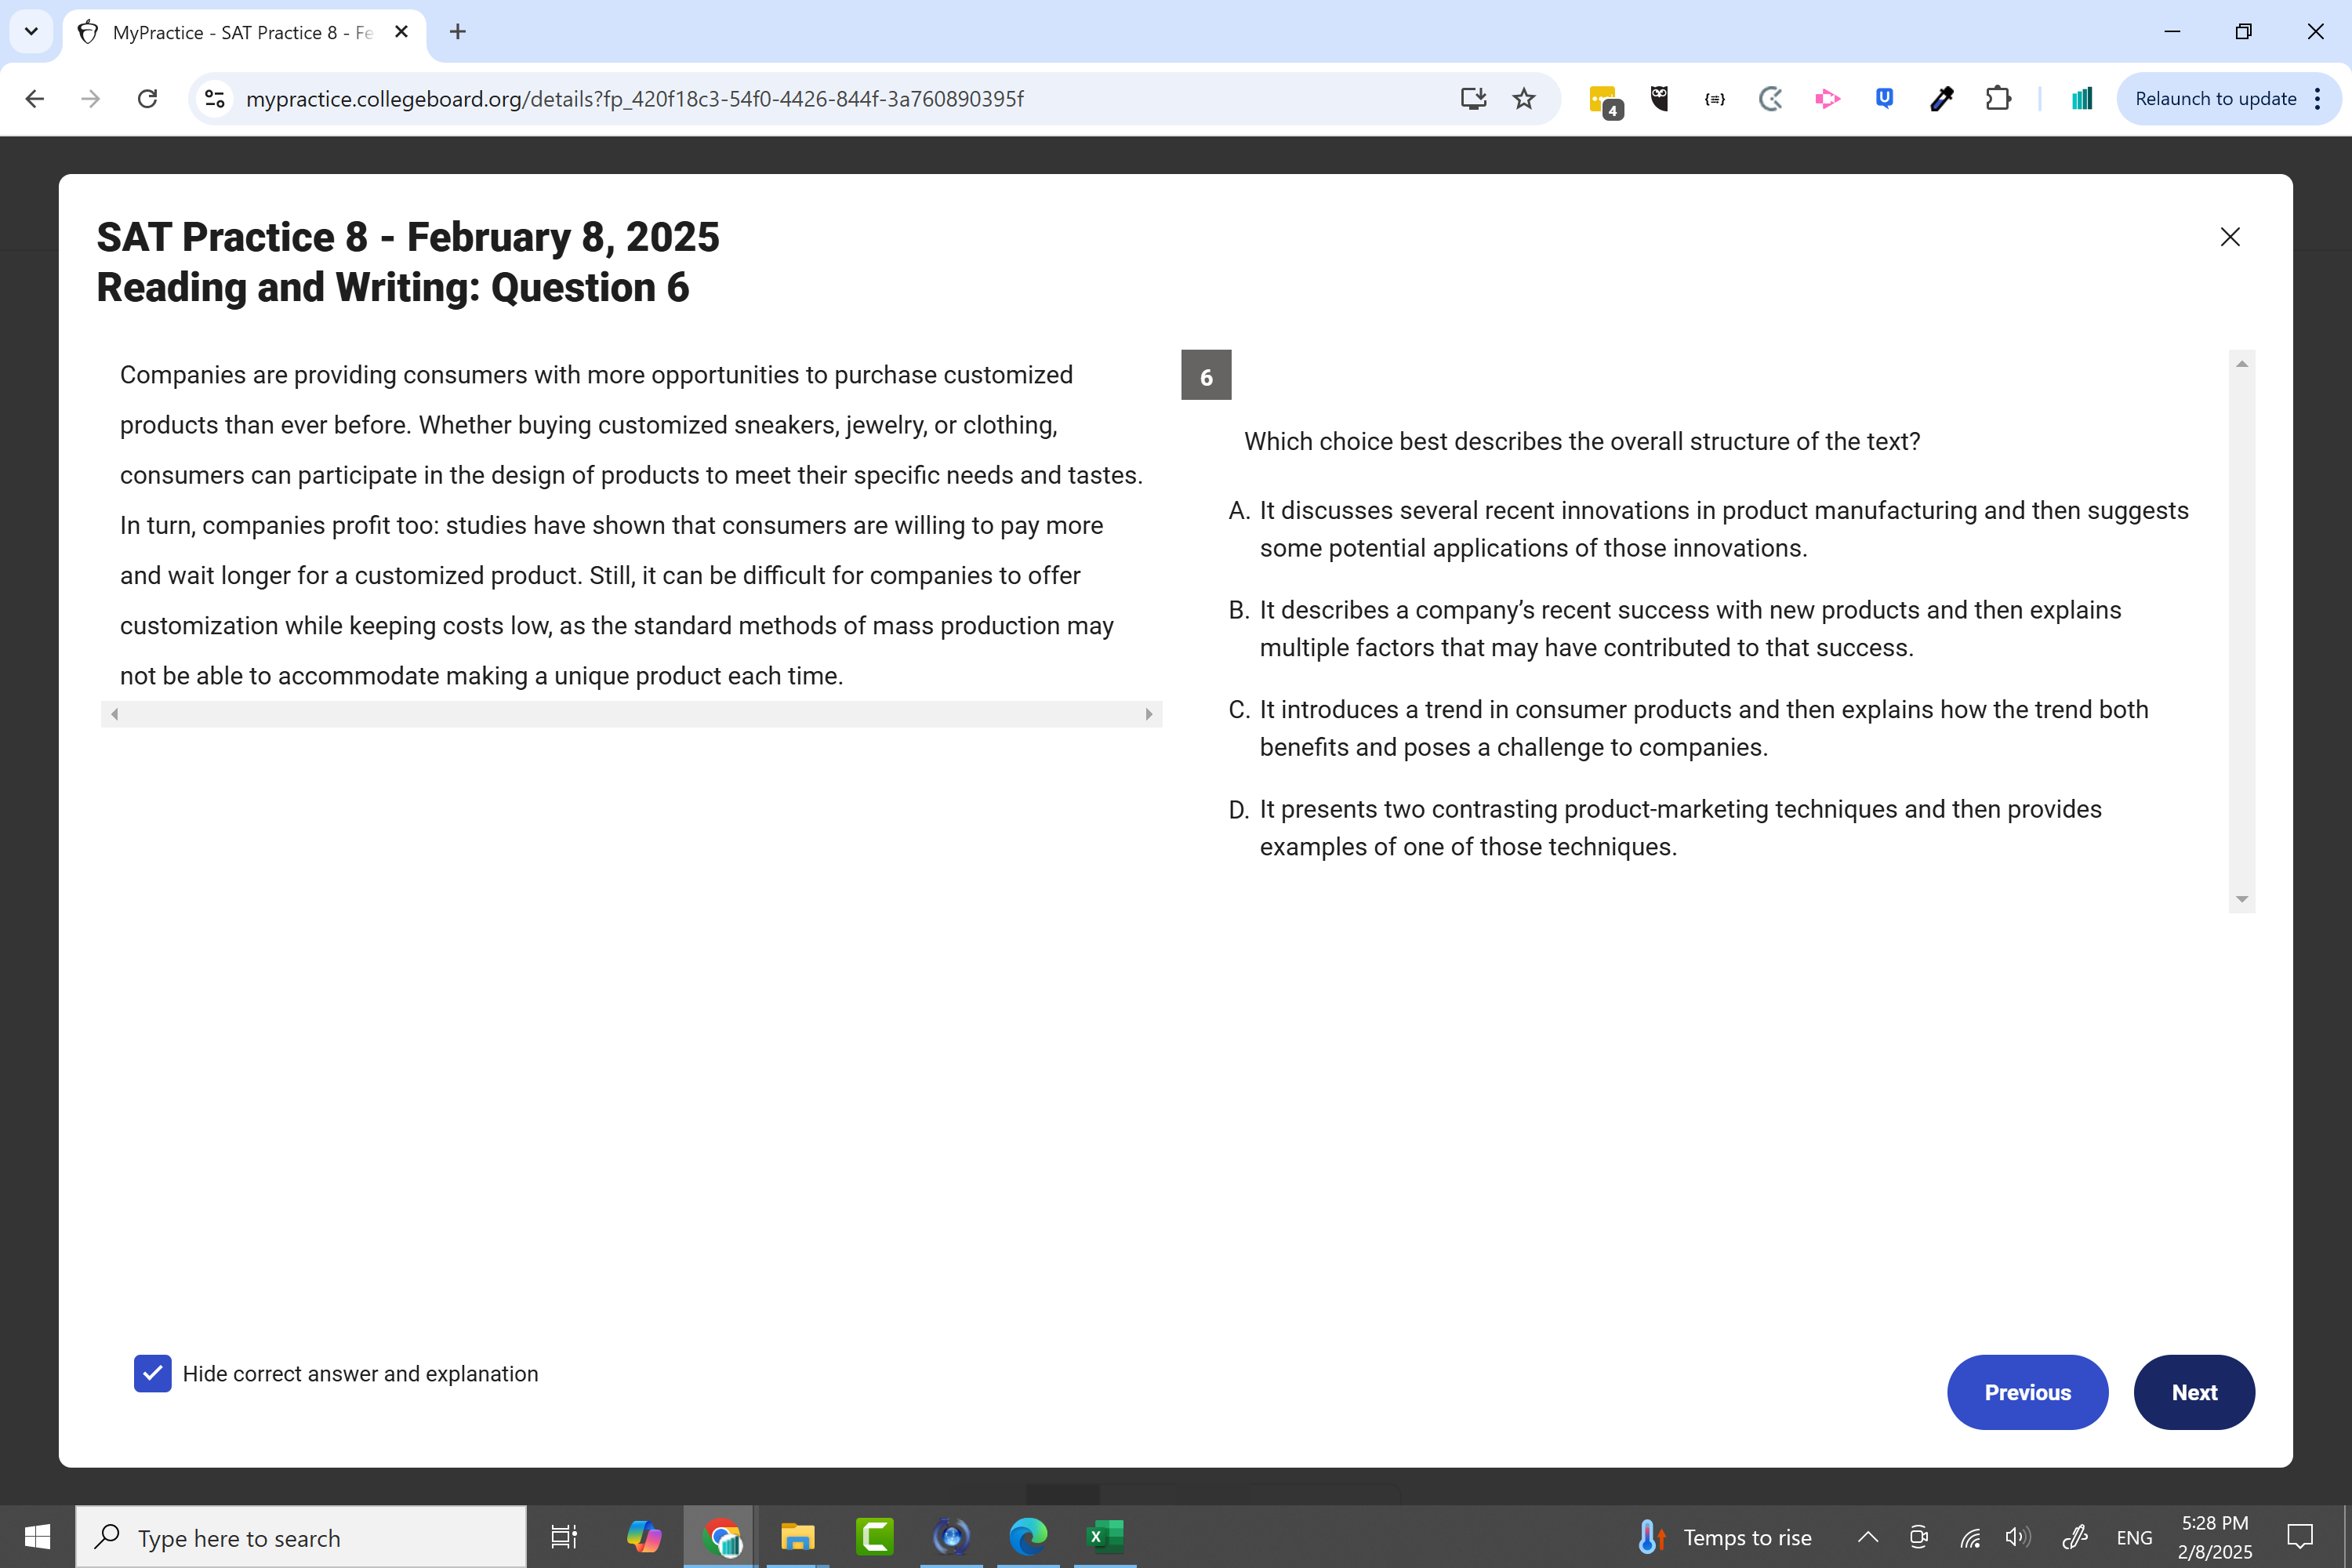 MyPractice - SAT Practice 8 - Fe
mypractice.collegeboard.org/details?fp_420f18c3-54f0-4426-844f-3a760890395f
4
Relaunch to update
SAT Practice 8 - February 8, 2025
Reading and Writing: Question 6
Companies are providing consumers with more opportunities to purchase customized
products than ever before. Whether buying customized sneakers, jewelry, or clothing,
consumers can participate in the design of products to meet their specific needs and tastes.
In turn, companies profit too: studies have shown that consumers are willing to pay more
and wait longer for a customized product. Still, it can be difficult for companies to offer
customization while keeping costs low, as the standard methods of mass production may
not be able to accommodate making a unique product each time.
6
Which choice best describes the overall structure of the text?
A. It discusses several recent innovations in product manufacturing and then suggests
some potential applications of those innovations.
B. It describes a company’s recent success with new products and then explains
multiple factors that may have contributed to that success.
C. It introduces a trend in consumer products and then explains how the trend both
benefits and poses a challenge to companies.
D. It presents two contrasting product-marketing techniques and then provides
examples of one of those techniques.
Hide correct answer and explanation
Previous
Next
Type here to search
Temps to rise
ENG
5:28 PM
2/8/2025